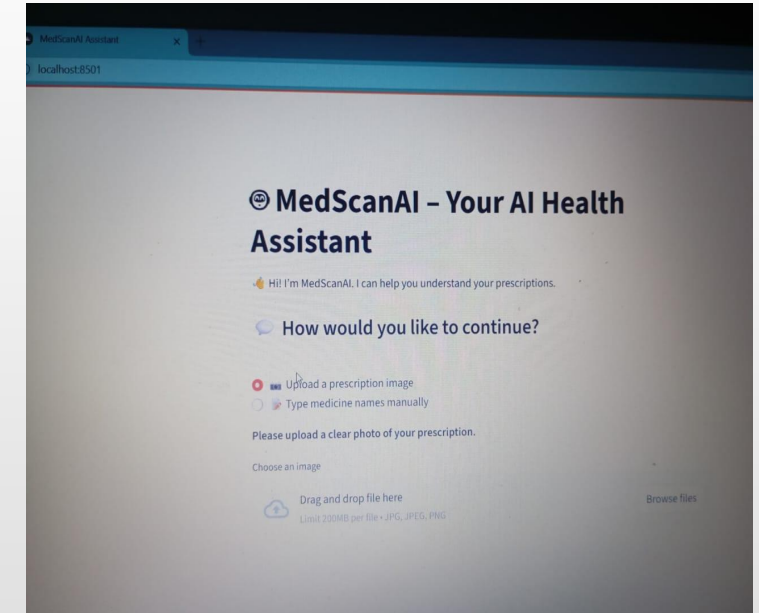 MedScanAI Assistant
localhost:8501
MedScanAI – Your AI Health
Assistant
Hi! I'm MedScanAI. I can help you understand your prescriptions.
How would you like to continue?
Upload a prescription image
Type medicine names manually
Please upload a clear photo of your prescription.
Choose an image
Drag and drop file here
Browse files
Limit 200MB per file • JPG, JPEG, PNG